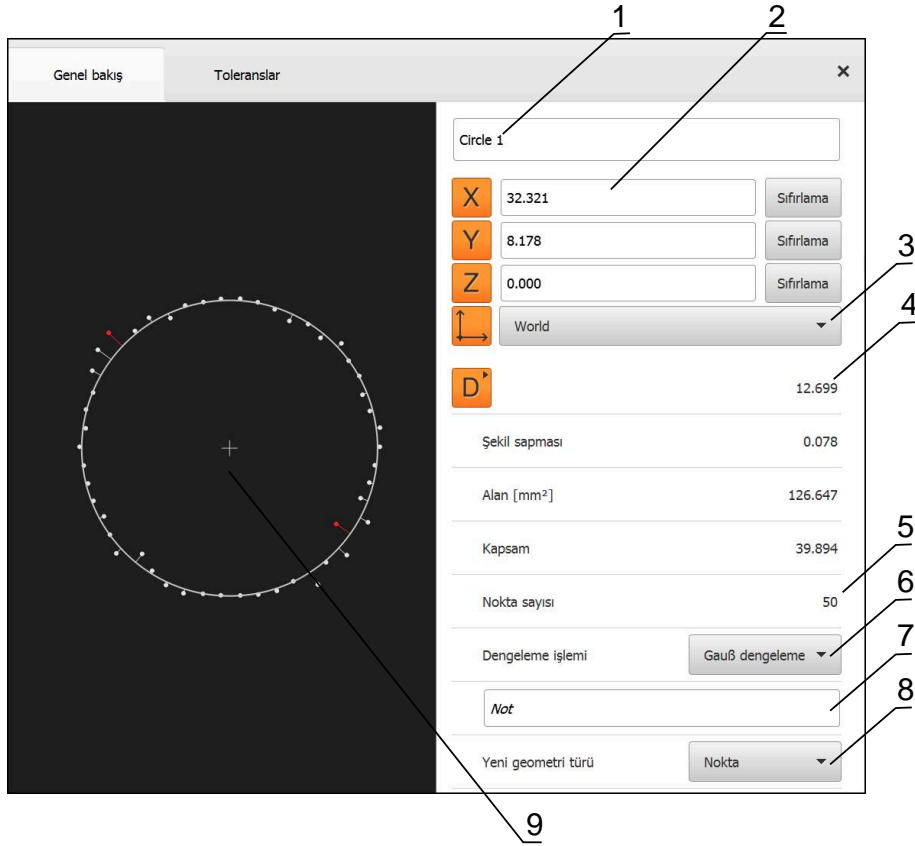 1
2
Genel bakış
Toleranslar
×
Circle 1
X
32.321
Sıfırlama
Y
8.178
Sıfırlama
3
Z
0.000
Sıfırlama
4
World
D
12.699
Şekil sapması
0.078
Alan [mm²]
126.647
5
Kapsam
39.894
6
Nokta sayısı
50
7
Dengeleme işlemi
Gauß dengeleme
8
Not
Yeni geometri türü
Nokta
9